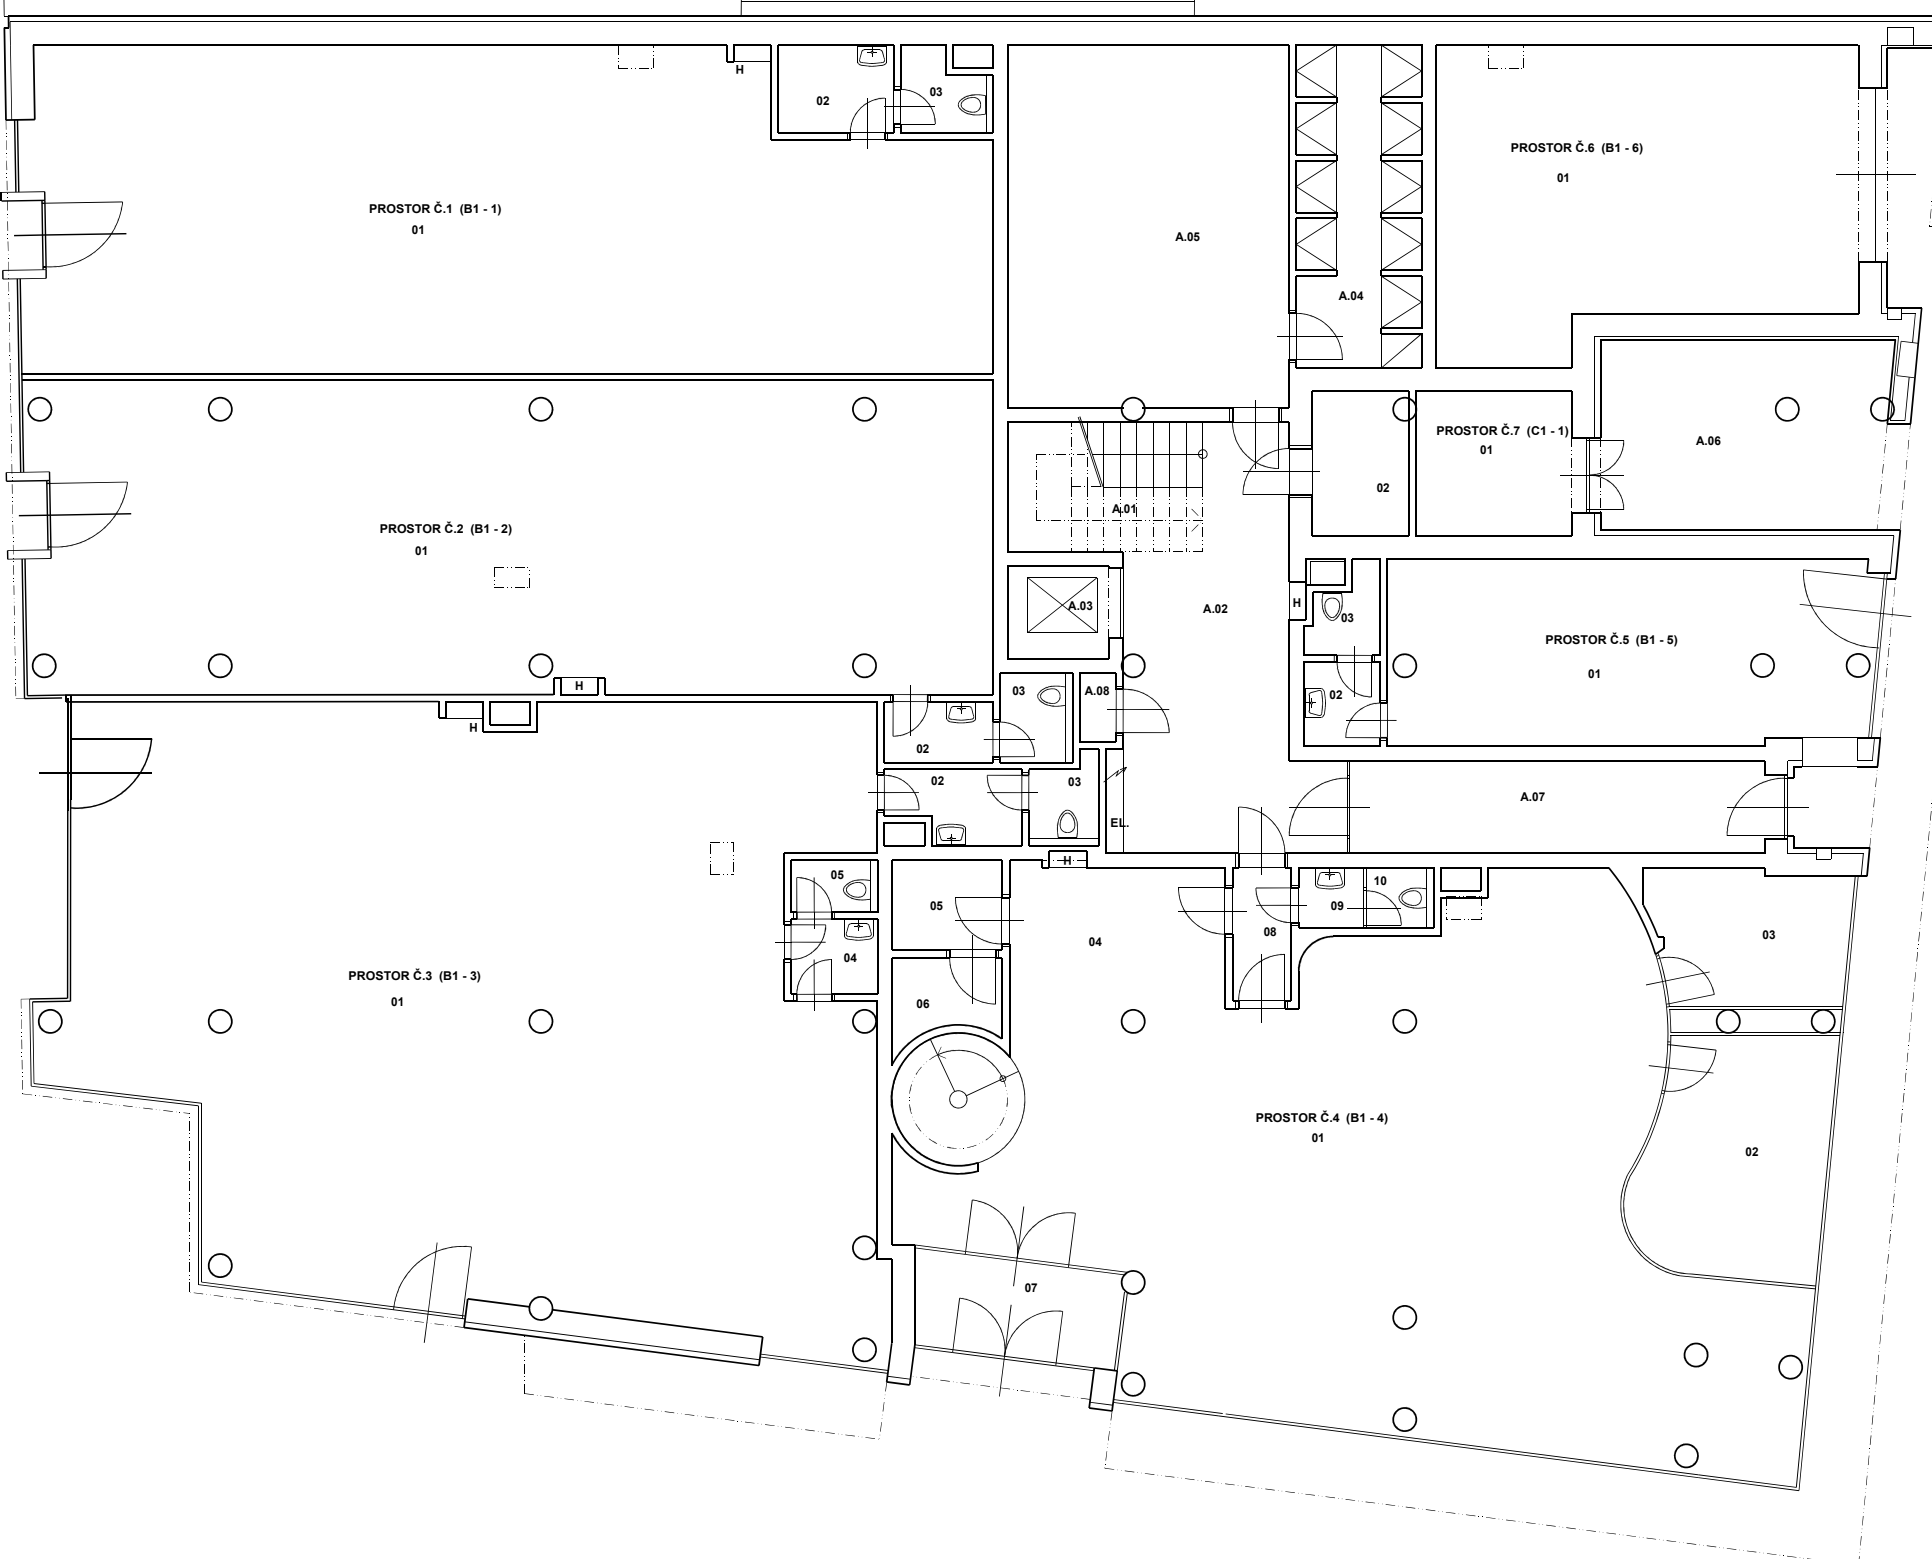 H
02
03
PROSTOR Č.1 (B1 - 1)
01
A.05
A.04
PROSTOR Č.6 (B1 - 6)
01
PROSTOR Č.2 (B1 - 2)
01
H
A.01
A.03
A.02
02
PROSTOR Č.7 (C1 - 1)
01
A.06
H
03
02
PROSTOR Č.5 (B1 - 5)
01
H
03
A.08
02
02
03
EL.
A.07
H
05
04
PROSTOR Č.3 (B1 - 3)
01
05
06
04
08
09
10
03
PROSTOR Č.4 (B1 - 4)
01
02
07